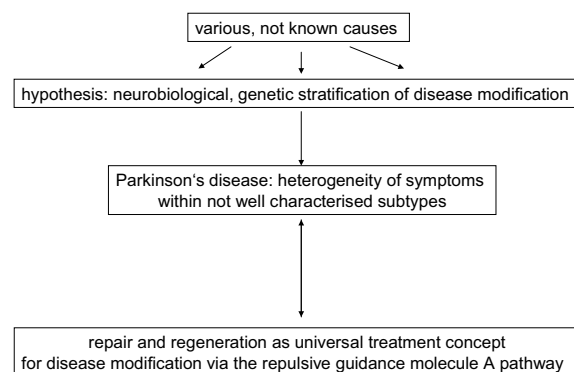 various, not known causes
hypothesis: neurobiological, genetic stratification of disease modification
Parkinson‘s disease: heterogeneity of symptoms
within not well characterised subtypes
repair and regeneration as universal treatment concept
for disease modification via the repulsive guidance molecule A pathway